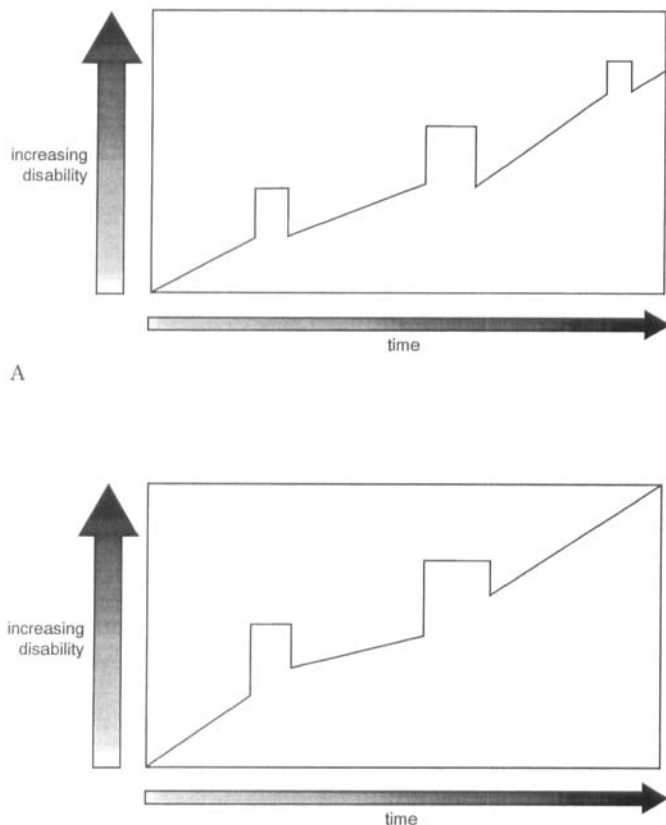 increasing
disability
time
A
increasing
disability
time